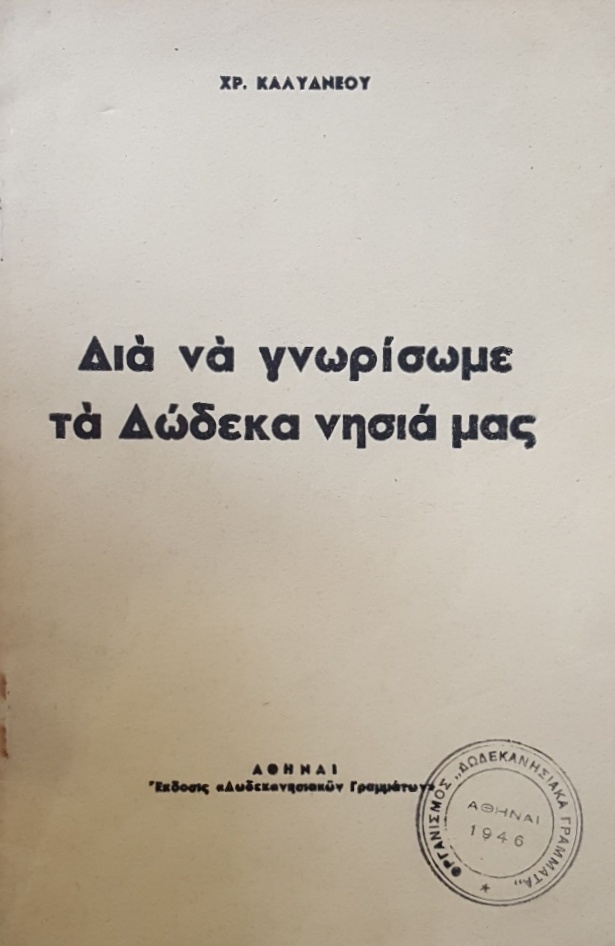 ΧΡ. ΚΑΛΥΔΝΕΟΥ
Διὰ νὰ γνωρίσωμε
τὰ Δώδεκα νησιά μας
ΑΘΗΝΑΙ
Ἔκδοσις «Δωδεκανησιακῶν Γραμμάτων»
ΟΡΓΑΝΙΣΜΟΣ „ΔΩΔΕΚΑΝΗΣΙΑΚΑ ΓΡΑΜΜΑΤΑ„
ΑΘΗΝΑΙ
1946